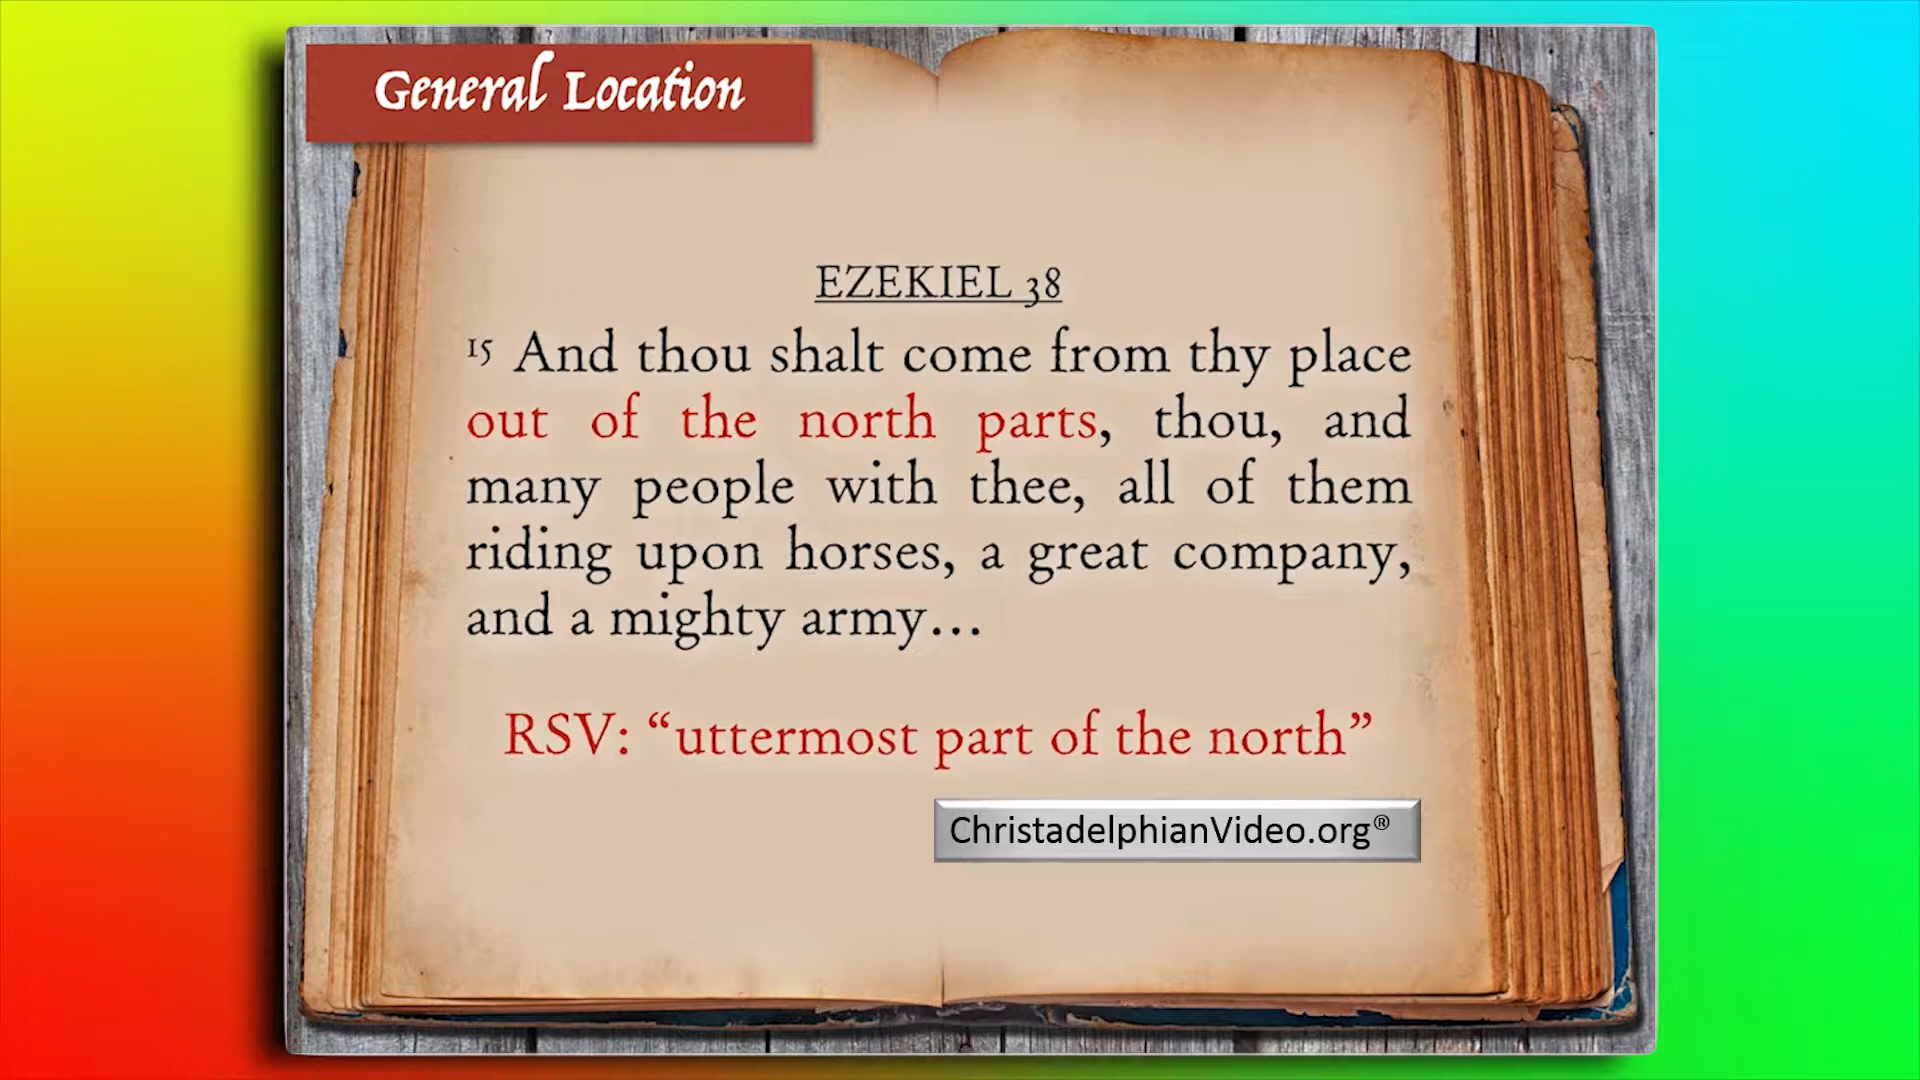 General Location
EZEKIEL 38
15 And thou shalt come from thy place
out of the north parts, thou, and
many people with thee, all of them
riding upon horses, a great company,
and a mighty army…
RSV: “uttermost part of the north”
ChristadelphianVideo.org®